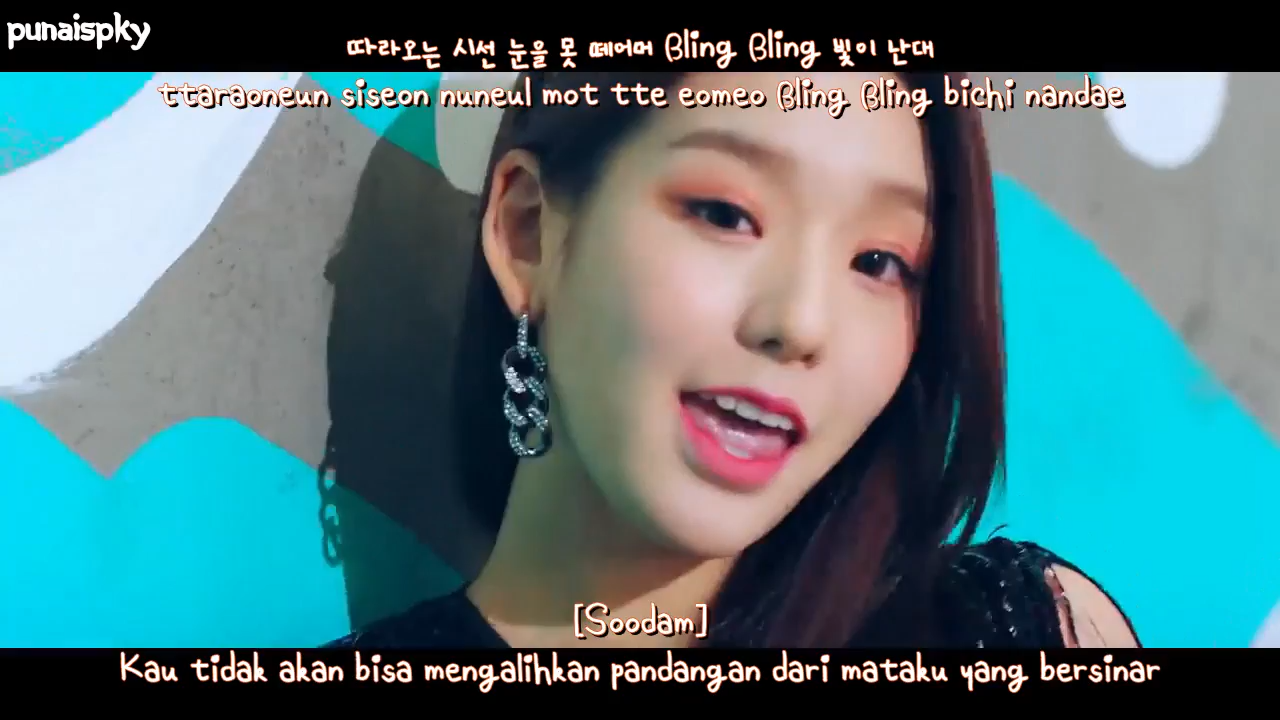 punaispky
따라오는 시선 눈을 못 떼어머 Bling Bling 빛이 난대
ttaraoneun siseon nuneul mot tte eomeo Bling Bling bichi nandae
[Soodam]
Kau tidak akan bisa mengalihkan pandangan dari mataku yang bersinar